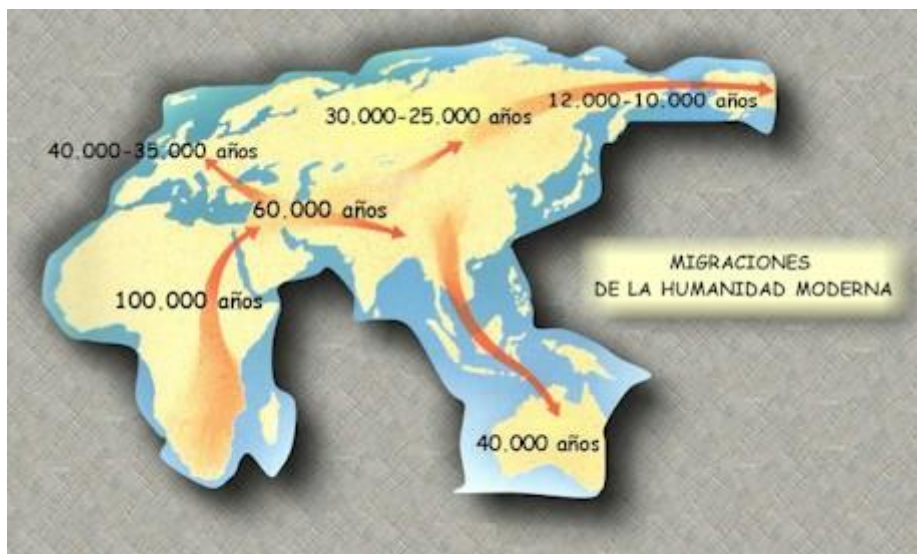 12.000-10.000 años
30.000-25.000 años
40.000-35.000 años
60.000 años
MIGRACIONES
DE LA HUMANIDAD MODERNA
100.000 años
40.000 años